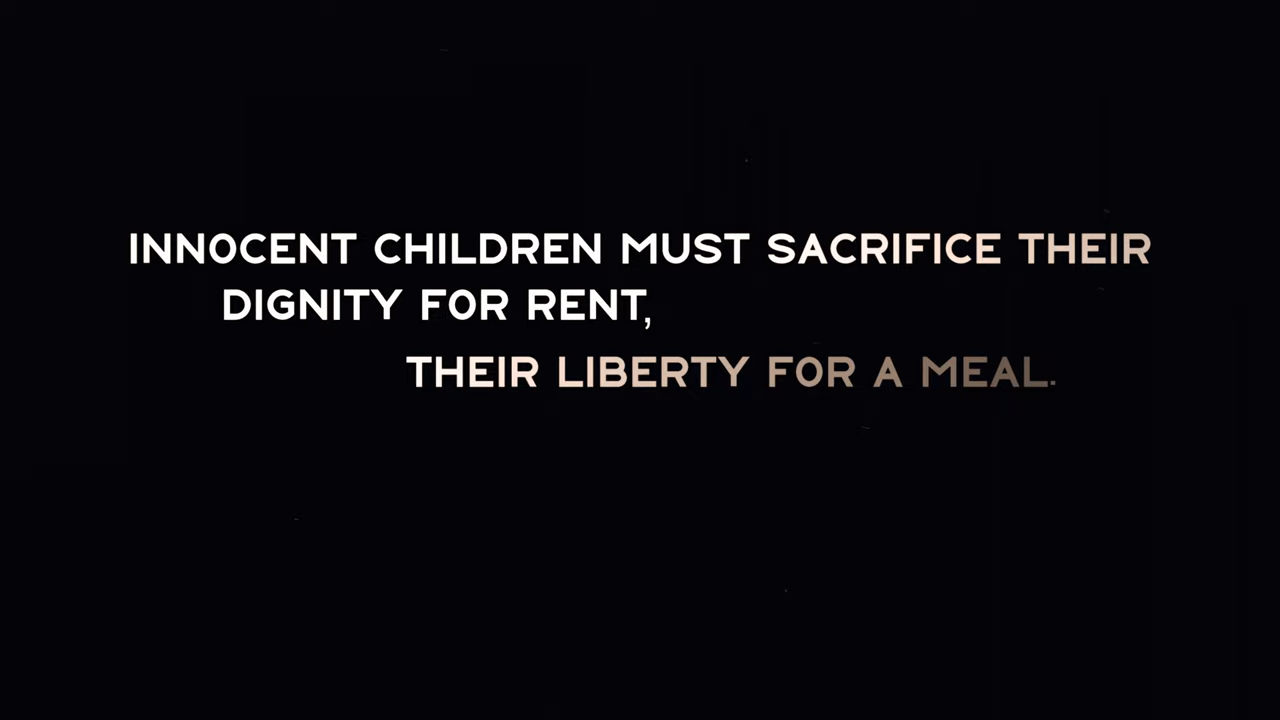 INNOCENT CHILDREN MUST SACRIFICE THEIR
DIGNITY FOR RENT,
THEIR LIBERTY FOR A MEAL.